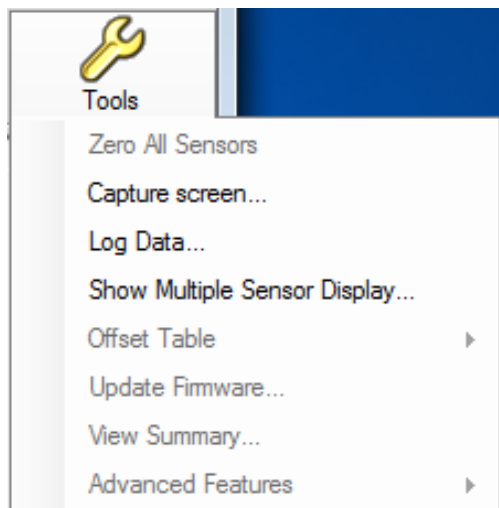 Tools
Zero All Sensors
Capture screen...
Log Data...
Show Multiple Sensor Display...
Offset Table
Update Firmware...
View Summary...
Advanced Features